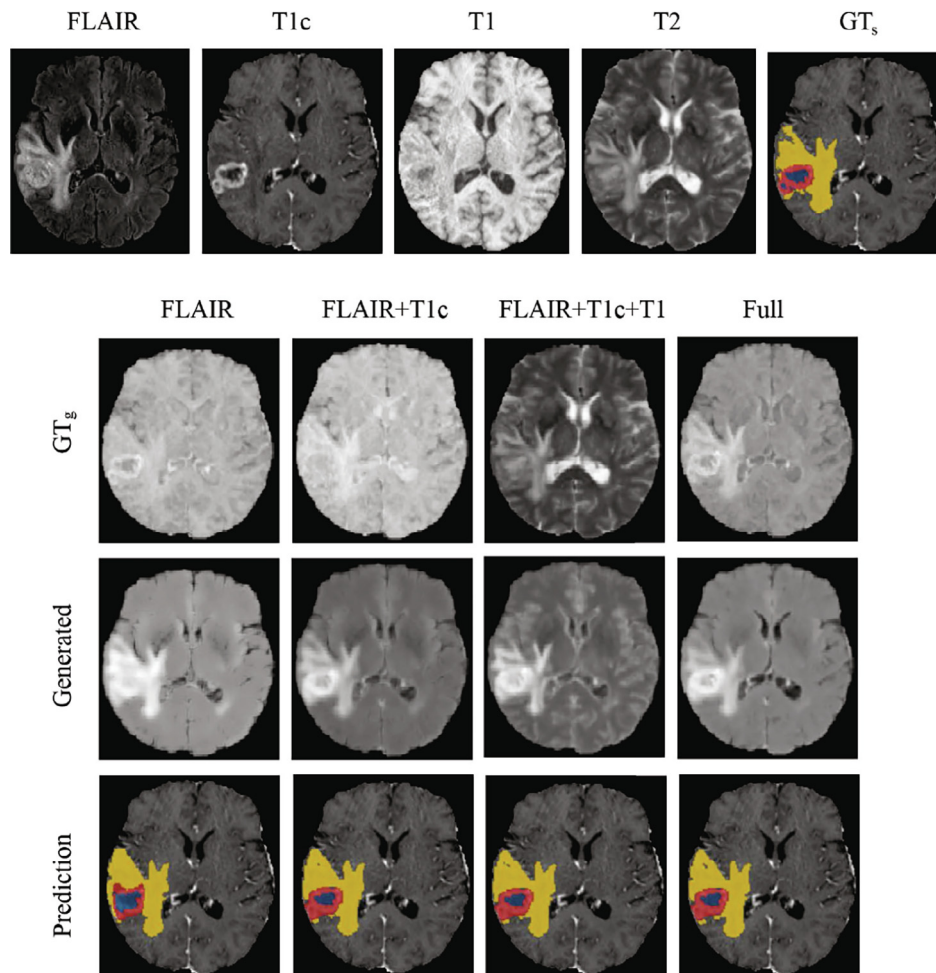 FLAIR T1c T1 T2 GTs
FLAIR FLAIR+T1c FLAIR+T1c+T1 Full
GTg
Generated
Prediction